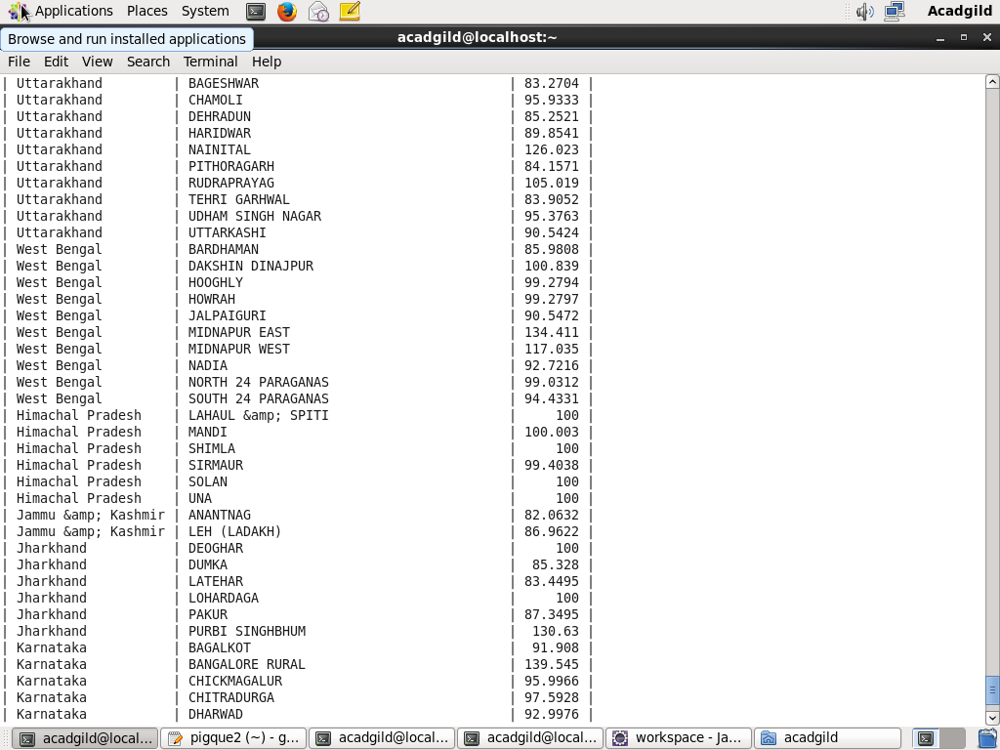 Applications Places System Acadgild
Browse and run installed applications
acadgild@localhost:~
File Edit View Search Terminal Help
| Uttarakhand | BAGESHWAR | 83.2704 |
| Uttarakhand | CHAMOLI | 95.9333 |
| Uttarakhand | DEHRADUN | 85.2521 |
| Uttarakhand | HARIDWAR | 89.8541 |
| Uttarakhand | NAINITAL | 126.023 |
| Uttarakhand | PITHORAGARH | 84.1571 |
| Uttarakhand | RUDRAPRAYAG | 105.019 |
| Uttarakhand | TEHRI GARHWAL | 83.9052 |
| Uttarakhand | UDHAM SINGH NAGAR | 95.3763 |
| Uttarakhand | UTTARKASHI | 90.5424 |
| West Bengal | BARDHAMAN | 85.9808 |
| West Bengal | DAKSHIN DINAJPUR | 100.839 |
| West Bengal | HOOGHLY | 99.2794 |
| West Bengal | HOWRAH | 99.2797 |
| West Bengal | JALPAIGURI | 90.5472 |
| West Bengal | MIDNAPUR EAST | 134.411 |
| West Bengal | MIDNAPUR WEST | 117.035 |
| West Bengal | NADIA | 92.7216 |
| West Bengal | NORTH 24 PARAGANAS | 99.0312 |
| West Bengal | SOUTH 24 PARAGANAS | 94.4331 |
| Himachal Pradesh | LAHAUL &amp; SPITI | 100 |
| Himachal Pradesh | MANDI | 100.003 |
| Himachal Pradesh | SHIMLA | 100 |
| Himachal Pradesh | SIRMAUR | 99.4038 |
| Himachal Pradesh | SOLAN | 100 |
| Himachal Pradesh | UNA | 100 |
| Jammu &amp; Kashmir | ANANTNAG | 82.0632 |
| Jammu &amp; Kashmir | LEH (LADAKH) | 86.9622 |
| Jharkhand | DEOGHAR | 100 |
| Jharkhand | DUMKA | 85.328 |
| Jharkhand | LATEHAR | 83.4495 |
| Jharkhand | LOHARDAGA | 100 |
| Jharkhand | PAKUR | 87.3495 |
| Jharkhand | PURBI SINGHBHUM | 130.63 |
| Karnataka | BAGALKOT | 91.908 |
| Karnataka | BANGALORE RURAL | 139.545 |
| Karnataka | CHICKMAGALUR | 95.9966 |
| Karnataka | CHITRADURGA | 97.5928 |
| Karnataka | DHARWAD | 92.9976 |
acadgild@local... pigque2 (~) - g... acadgild@local... acadgild@local... workspace - Ja... acadgild